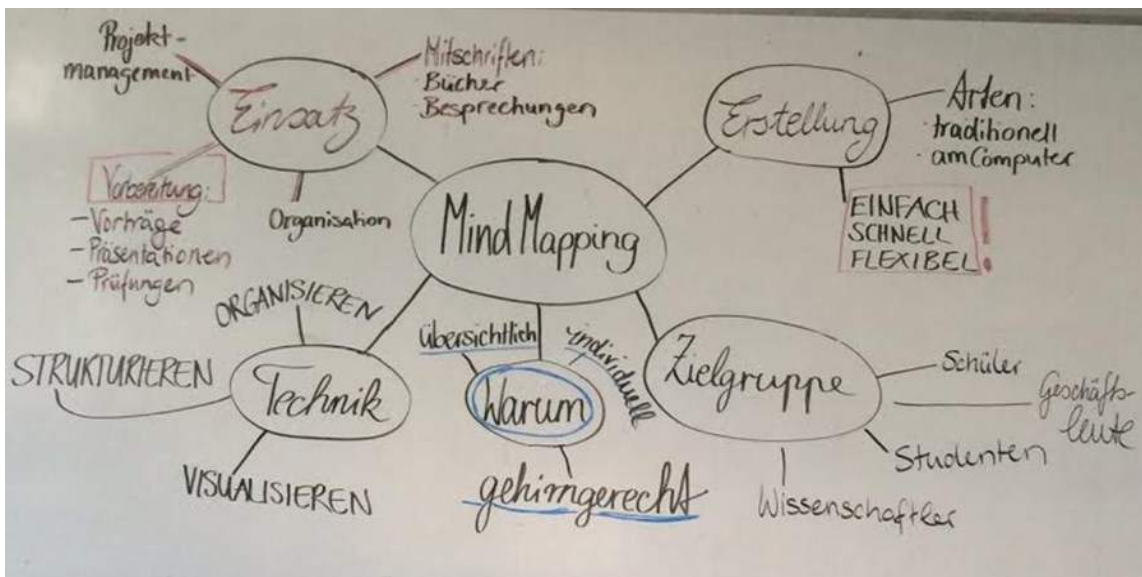 Projekt-
management
Einsatz
Mitschriften:
· Bücher
· Besprechungen
Vorbereitung:
– Vorträge
– Präsentationen
– Prüfungen
Organisation
Mind Mapping
Erstellung
Arten:
· traditionell
· am Computer
EINFACH
SCHNELL
FLEXIBEL
!
ORGANISIEREN
STRUKTURIEREN
Technik
VISUALISIEREN
übersichtlich
individuell
Warum
gehirngerecht
Zielgruppe
Schüler
Geschäfts-
leute
Studenten
Wissenschaftler